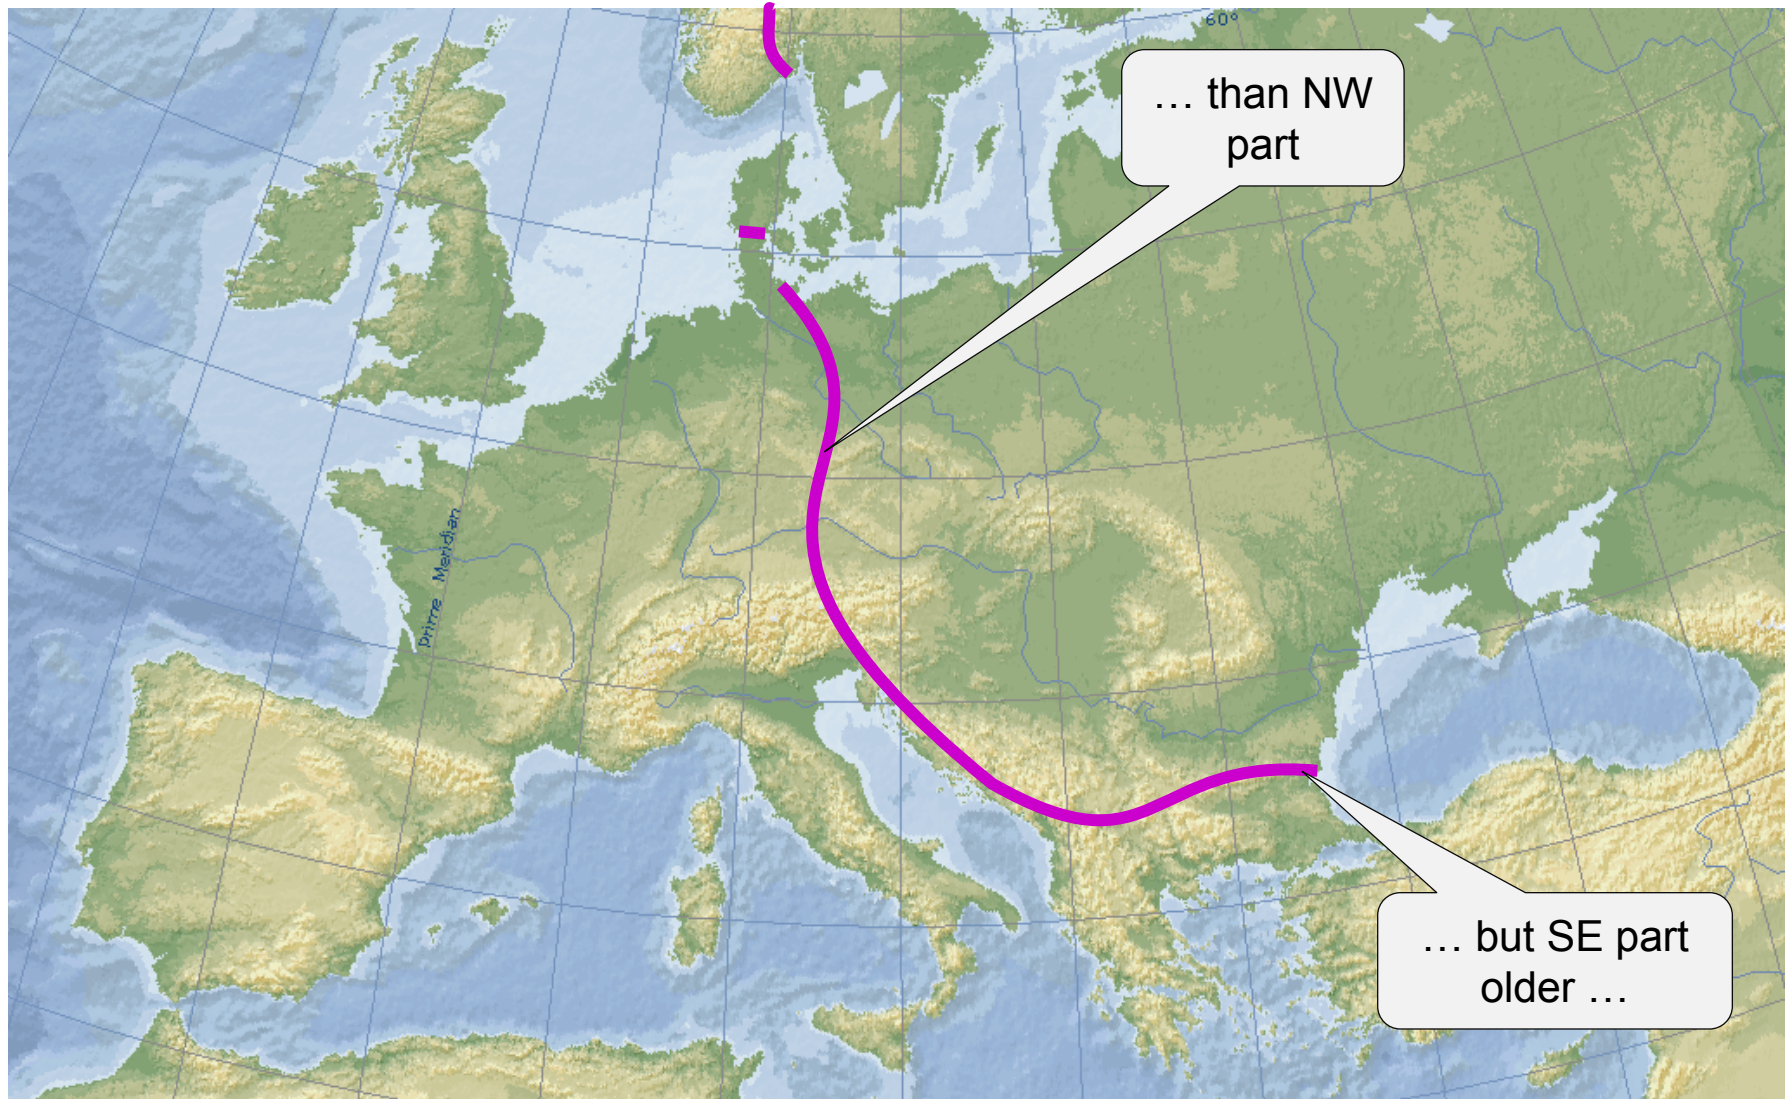 60°
… than NW
part
Prime Meridian
… but SE part
older …